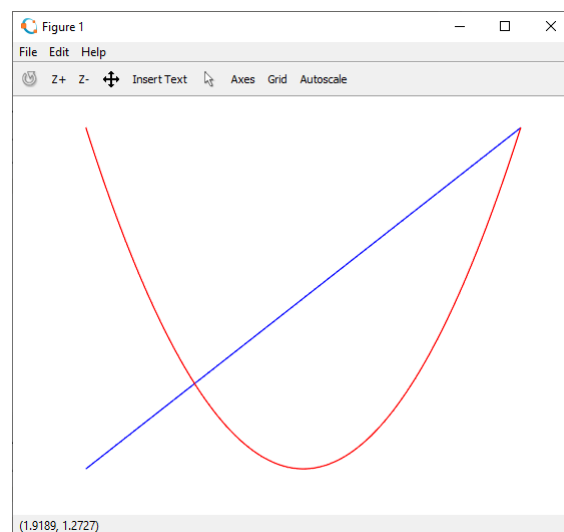 Figure 1
File Edit Help
Z+ Z- Insert Text Axes Grid Autoscale
(1.9189, 1.2727)